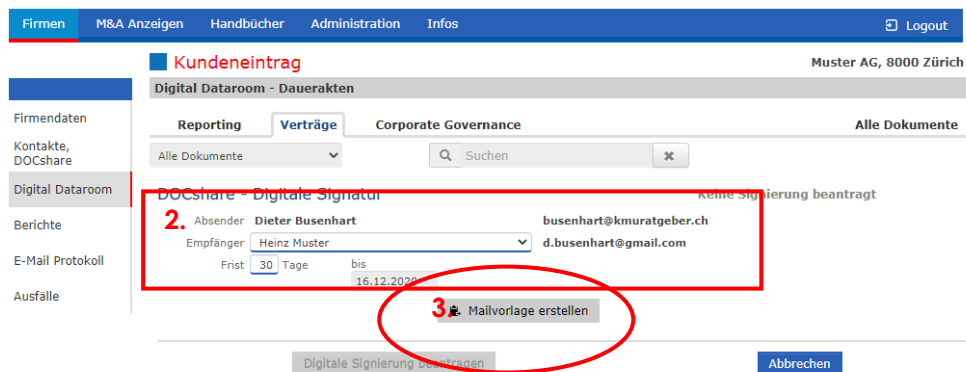 Firmen M&A Anzeigen Handbücher Administration Infos Logout
Kundeneintrag Muster AG, 8000 Zürich
Digital Dataroom - Dauerakten
Firmendaten
Kontakte, DOCshare
Digital Dataroom
Berichte
E-Mail Protokoll
Ausfälle
Reporting Verträge Corporate Governance Alle Dokumente
Alle Dokumente Suchen
DOCshare - Digitale Signatur Keine Signierung beantragt
2. Absender Dieter Busenhart busenhart@kmuratgeber.ch
Empfänger Heinz Muster d.busenhart@gmail.com
Frist 30 Tage bis
16.12.2020
3. Mailvorlage erstellen
Digitale Signierung beantragen Abbrechen